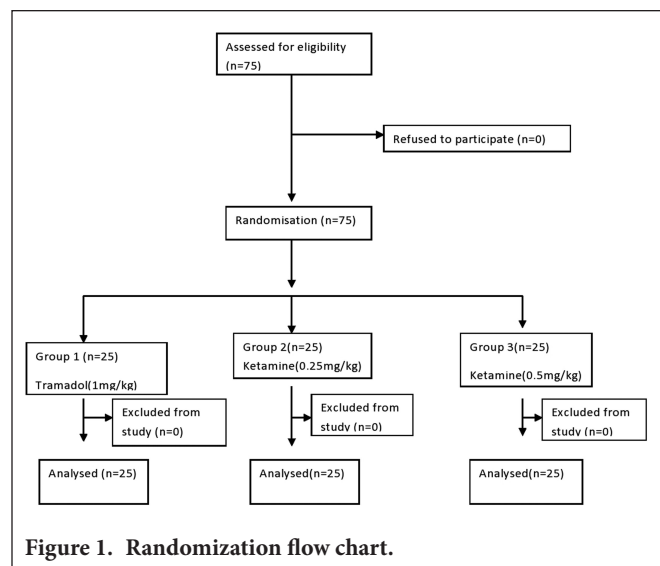 Assessed for eligibility
(n=75)
Refused to participate (n=0)
Randomisation (n=75)
Group 1 (n=25)
Tramadol(1mg/kg)
Group 2(n=25)
Ketamine(0.25mg/kg)
Group 3(n=25)
Ketamine(0.5mg/kg)
Excluded from
study (n=0)
Excluded from
study (n=0)
Excluded from
study (n=0)
Analysed (n=25)
Analysed(n=25)
Analysed(n=25)
Figure 1. Randomization flow chart.